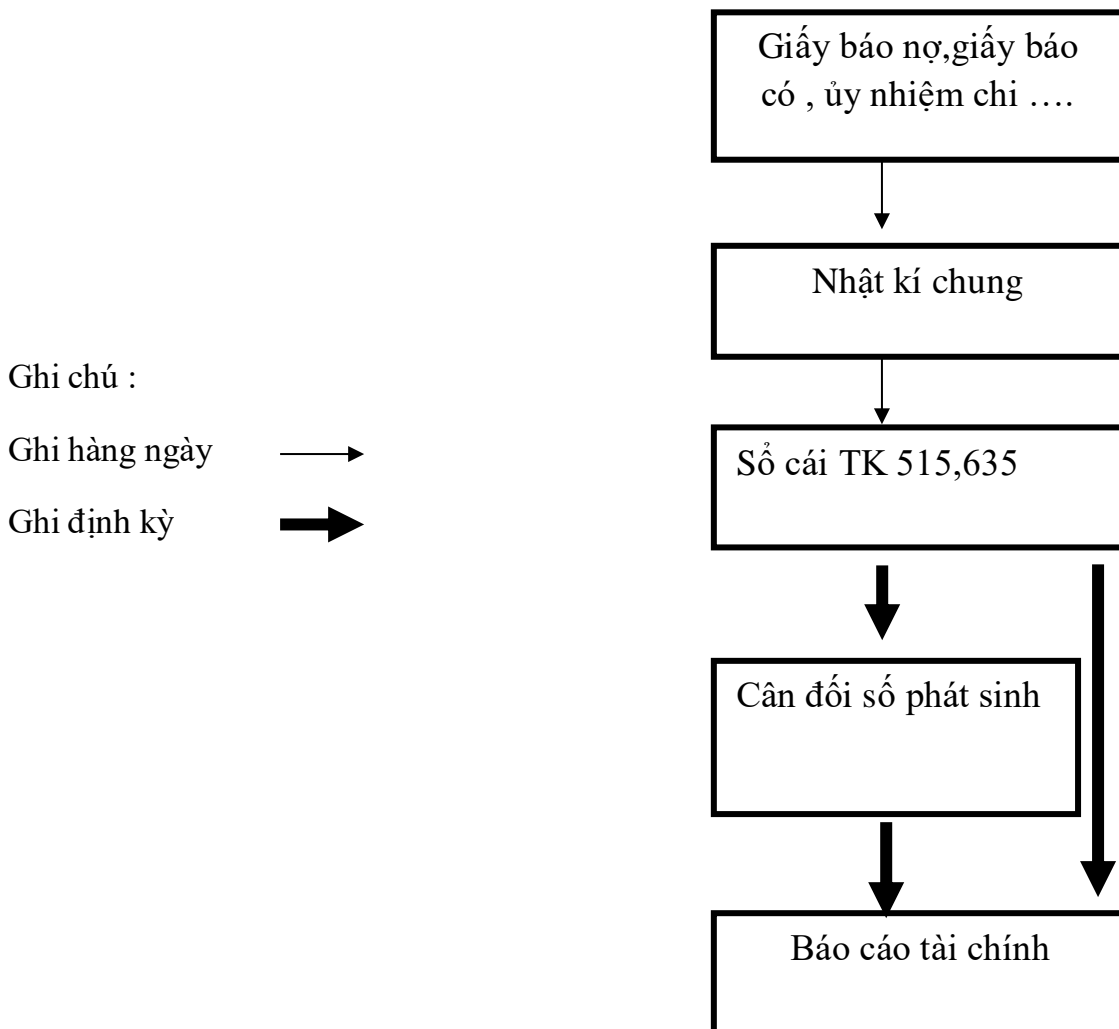 Giấy báo nợ,giấy báo
có , ủy nhiệm chi ….
Nhật kí chung
Ghi chú :
Ghi hàng ngày
Sổ cái TK 515,635
Ghi định kỳ
Cân đối số phát sinh
Báo cáo tài chính